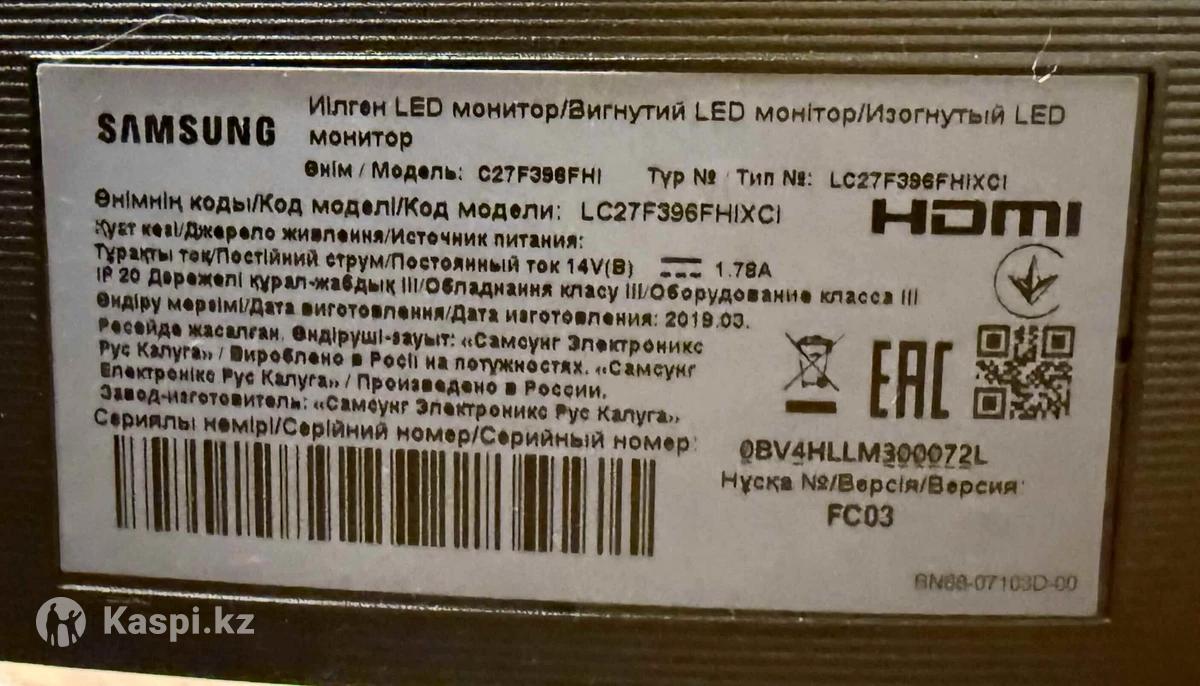 SAMSUNG
Иілген LED монитор/Вигнутий LED монітор/Изогнутый LED
монитор
Өнім / Модель: C27F396FHI Түр № Тип №: LC27F396FHIXCI
Өнімнің коды/Код моделі/Код модели: LC27F396FHIXCI
HDMI
Қуат көзі/Джерело живлення/Источник питания:
Тұрақты ток/Постійний струм/Постоянный ток 14V(В) 1.78A
IP 20 Дәрежелі құрал-жабдық III/Обладнання класу III/Оборудование класса III
Өндіру мерзімі/Дата виготовлення/Дата изготовления: 2019.03.
Ресейде жасалған. Өндіруші-зауыт: «Самсунг Электроникс
Рус Калуга» / Вироблено в Росії на потужностях. «Самсунг
Електронікс Рус Калуга» / Произведено в России.
Завод-изготовитель: «Самсунг Электроникс Рус Калуга»
EAC
Сериялы нөмірі/Серійний номер/Серийный номер:
0BV4HLLM300072L
Нұсқа №/Версія/Версия:
FC03
BN68-07103D-00
Kaspi.kz